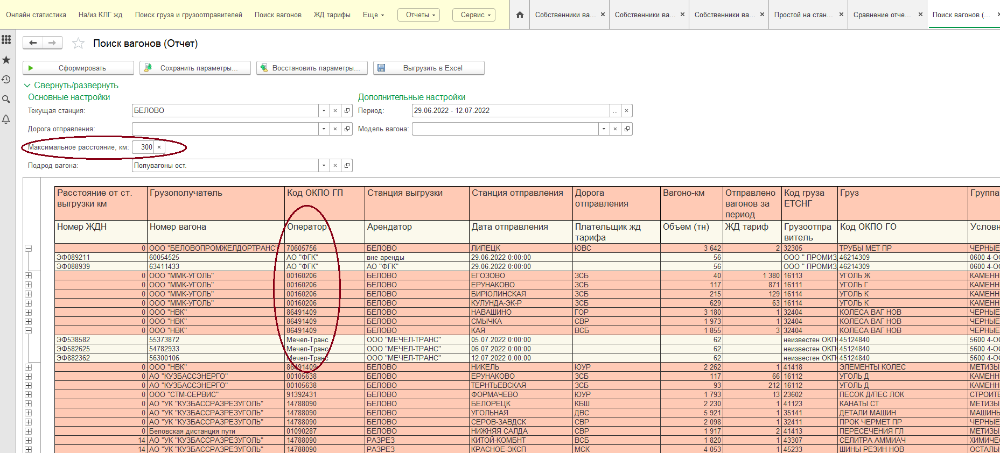 Онлайн статистика На/из КЛГ жд Поиск груза и грузоотправителей Поиск вагонов ЖД тарифы Еще Отчеты Сервис Собственники ва... × Собственники ва... × Собственники ва... × Простой на стан... × Сравнение отче... × Поиск вагонов (... ×
Поиск вагонов (Отчет)
Сформировать Сохранить параметры... Восстановить параметры... Выгрузить в Excel
Свернуть/развернуть
Основные настройки Дополнительные настройки
Текущая станция: БЕЛОВО Период: 29.06.2022 - 12.07.2022 ... ×
Дорога отправления: Модель вагона:
Максимальное расстояние, км: 300 ×
Подрод вагона: Полувагоны ост.
Расстояние от ст. выгрузки км Грузополучатель Код ОКПО ГП Станция выгрузки Станция отправления Дорога отправления Вагоно-км Отправлено вагонов за период Код груза ЕТСНГ Груз Группа
Номер ЖДН Номер вагона Оператор Арендатор Дата отправления Плательщик жд тарифа Объем (тн) ЖД тариф Грузоотправитель Код ОКПО ГО Условн
0 ООО "БЕЛОВОПРОМЖЕЛДОРТРАНС" 70605756 БЕЛОВО ЛИПЕЦК ЮВС 3 642 2 32305 ТРУБЫ МЕТ ПР ЧЕРНЫЕ
ЭФ089211 60054525 АО "ФГК" вне аренды 29.06.2022 0:00:00 56 ООО " ПРОМИЗ 46214309 0600 4-О
ЭФ088939 63411433 АО "ФГК" АО "ФГК" 29.06.2022 0:00:00 56 ООО " ПРОМИЗ 46214309 0600 4-О
0 ООО "ММК-УГОЛЬ" 00160206 БЕЛОВО ЕГОЗОВО ЗСБ 40 1 380 16113 УГОЛЬ Ж КАМЕНН
0 ООО "ММК-УГОЛЬ" 00160206 БЕЛОВО ЕРУНАКОВО ЗСБ 117 871 16111 УГОЛЬ Г КАМЕНН
0 ООО "ММК-УГОЛЬ" 00160206 БЕЛОВО БИРЮЛИНСКАЯ ЗСБ 215 129 16114 УГОЛЬ К КАМЕНН
0 ООО "ММК-УГОЛЬ" 00160206 БЕЛОВО КУЛУНДА-ЭК-Р ЗСБ 629 63 16114 УГОЛЬ К КАМЕНН
0 ООО "НВК" 86491409 БЕЛОВО НАВАШИНО ГОР 3 180 1 32404 КОЛЕСА ВАГ НОВ ЧЕРНЫЕ
0 ООО "НВК" 86491409 БЕЛОВО СМЫЧКА СВР 1 973 1 32404 КОЛЕСА ВАГ НОВ ЧЕРНЫЕ
0 ООО "НВК" 86491409 БЕЛОВО КАЯ ВСБ 1 855 3 32404 КОЛЕСА ВАГ НОВ ЧЕРНЫЕ
ЭФ538582 55373872 Мечел-Транс ООО "МЕЧЕЛ-ТРАНС" 05.07.2022 0:00:00 62 неизвестен ОКПО 45124840 5600 4-О
ЭФ582625 54782933 Мечел-Транс ООО "МЕЧЕЛ-ТРАНС" 06.07.2022 0:00:00 62 неизвестен ОКПО 45124840 5600 4-О
ЭФ882362 56300106 Мечел-Транс ООО "МЕЧЕЛ-ТРАНС" 12.07.2022 0:00:00 62 неизвестен ОКПО 45124840 5600 4-О
0 ООО "НВК" 86491409 БЕЛОВО НИКЕЛЬ ЮУР 2 262 1 41418 ЭЛЕМЕНТЫ КОЛЕС МЕТИЗЫ
0 АО "КУЗБАССЭНЕРГО" 00105638 БЕЛОВО ЕРУНАКОВО ЗСБ 117 66 16112 УГОЛЬ Д КАМЕНН
0 АО "КУЗБАССЭНЕРГО" 00105638 БЕЛОВО ТЕРНТЬЕВСКАЯ ЗСБ 93 212 16112 УГОЛЬ Д КАМЕНН
0 ООО "СТМ-СЕРВИС" 91392431 БЕЛОВО ФОРМАЧЕВО ЮУР 1 793 13 23602 ПЕСОК Д/ПЕС ЛОК СТРОИТЕ
0 АО "УК "КУЗБАССРАЗРЕЗУГОЛЬ" 14788090 БЕЛОВО БЕЛОРЕЦК КБШ 2 230 1 41123 КАНАТЫ СТ МЕТИЗЫ
0 АО "УК "КУЗБАССРАЗРЕЗУГОЛЬ" 14788090 БЕЛОВО УГОЛЬНАЯ ДВС 5 921 1 35141 ДЕТАЛИ МАШИН МАШИНЫ
0 АО "УК "КУЗБАССРАЗРЕЗУГОЛЬ" 14788090 БЕЛОВО СЕРОВ-ЗАВДСК СВР 2 098 1 32411 ПРОК ЧЕРМЕТ ПР ЧЕРНЫЕ
0 Беловская дистанция пути 01090287 БЕЛОВО НИЖНЯЯ САЛДА СВР 1 917 2 41413 ПЕРЕСЕЧЕНИЯ ГЛ МЕТИЗЫ
14 АО "УК "КУЗБАССРАЗРЕЗУГОЛЬ" 14788090 РАЗРЕЗ КИТОЙ-КОМБНТ ВСБ 1 820 1 43307 СЕЛИТРА АММИАЧ ХИМИЧЕ
14 АО "УК "КУЗБАССРАЗРЕЗУГОЛЬ" 14788090 РАЗРЕЗ КРАСНОЕ-ЭКСП МСК 4 053 1 45233 ШИНЫ РЕЗИН НОВ ОСТАЛЬ